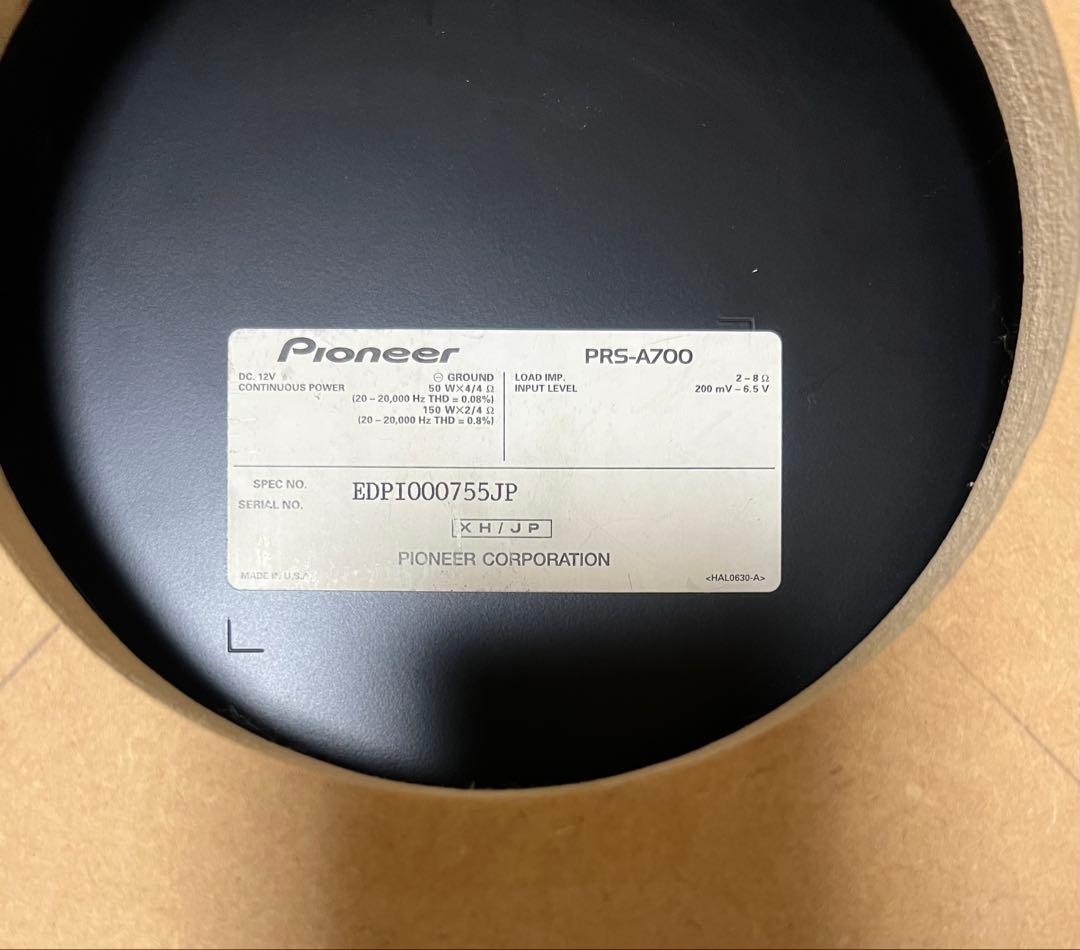 Pioneer PRS-A700
DC. 12V ⊖ GROUND
CONTINUOUS POWER 50 W×4/4 Ω
(20 – 20,000 Hz THD = 0.08%)
150 W×2/4 Ω
(20 – 20,000 Hz THD = 0.8%)
LOAD IMP. 2 – 8 Ω
INPUT LEVEL 200 mV – 6.5 V
SPEC NO.
SERIAL NO. EDPI000755JP
XH/JP
PIONEER CORPORATION
MADE IN U.S.A <HAL0630-A>